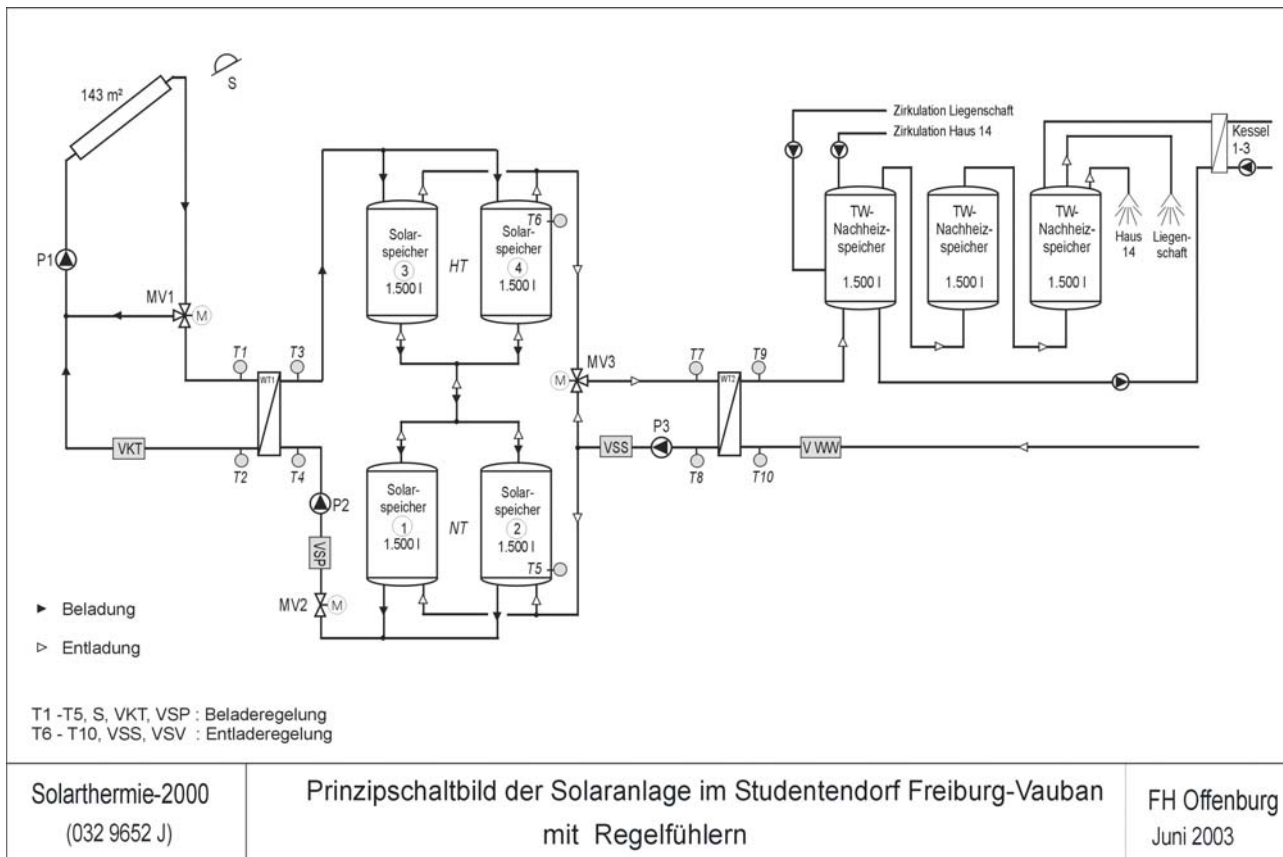 143 m²
S
Zirkulation Liegenschaft
Zirkulation Haus 14
Kessel
1-3
P1
MV1
M
T1
T3
WT1
VKT
T2
T4
P2
VSP
MV2
M
Solar-
speicher
3
1.500 l
HT
T6
Solar-
speicher
4
1.500 l
Solar-
speicher
1
1.500 l
NT
Solar-
speicher
2
1.500 l
T5
MV3
M
T7
T9
WT2
P3
VSS
T8
T10
V WW
TW-
Nachheiz-
speicher
1.500 l
TW-
Nachheiz-
speicher
1.500 l
TW-
Nachheiz-
speicher
1.500 l
Haus
14
Liegen-
schaft
Beladung
Entladung
T1 -T5, S, VKT, VSP : Beladeregelung
T6 - T10, VSS, VSV : Entladeregelung
Solarthermie-2000
(032 9652 J)
Prinzipschaltbild der Solaranlage im Studentendorf Freiburg-Vauban
mit Regelfühlern
FH Offenburg
Juni 2003